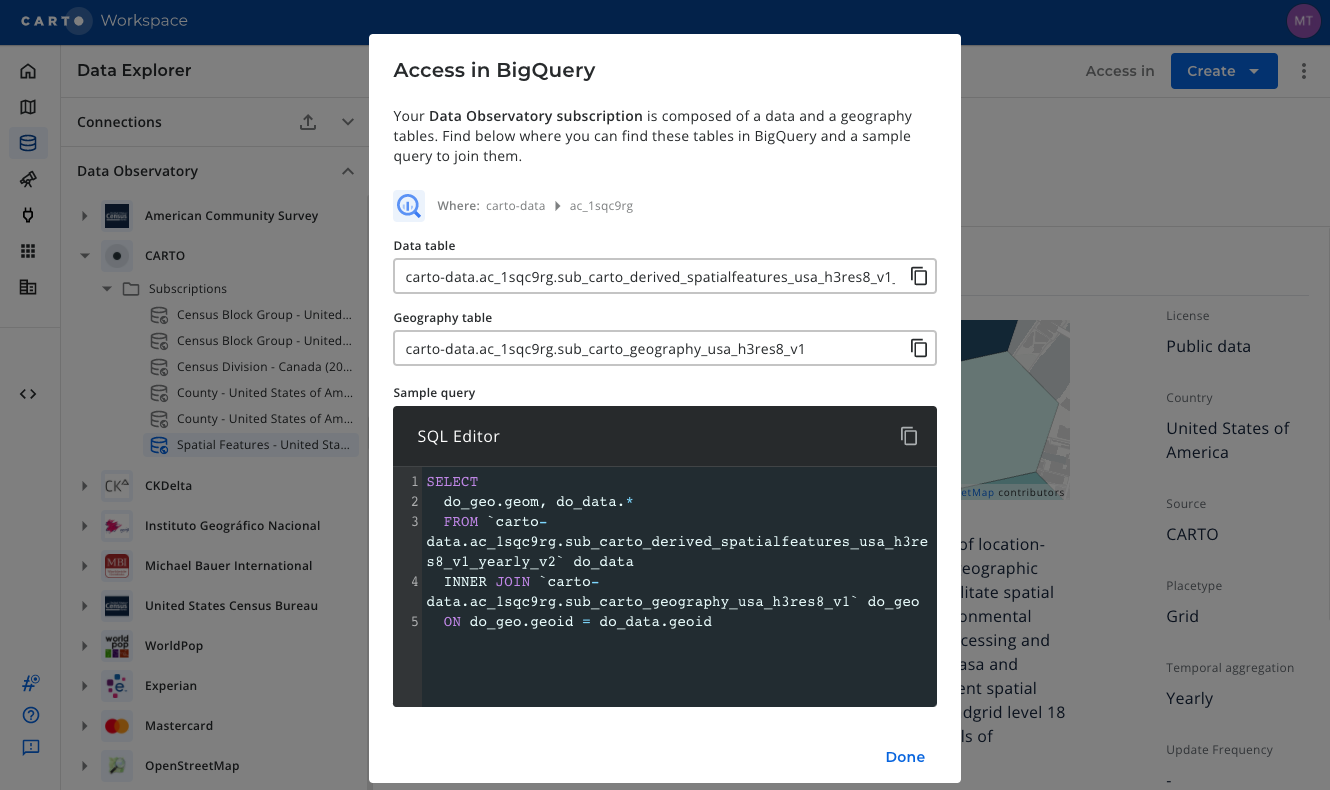 CARTO Workspace
MT
Data Explorer
Connections
Data Observatory
American Community Survey
CARTO
Subscriptions
Census Block Group - United...
Census Block Group - United...
Census Division - Canada (20...
County - United States of Am...
County - United States of Am...
Spatial Features - United Sta...
CKDelta
Instituto Geográfico Nacional
MBI
Michael Bauer International
United States Census Bureau
world
pop
WorldPop
Experian
Mastercard
OpenStreetMap
Access in BigQuery
Your Data Observatory subscription is composed of a data and a geography
tables. Find below where you can find these tables in BigQuery and a sample
query to join them.
Where: carto-data ac_1sqc9rg
Data table
carto-data.ac_1sqc9rg.sub_carto_derived_spatialfeatures_usa_h3res8_v1_
Geography table
carto-data.ac_1sqc9rg.sub_carto_geography_usa_h3res8_v1
Sample query
SQL Editor
1 SELECT
2 do_geo.geom, do_data.*
3 FROM `carto-
data.ac_1sqc9rg.sub_carto_derived_spatialfeatures_usa_h3re
s8_v1_yearly_v2` do_data
4 INNER JOIN `carto-
data.ac_1sqc9rg.sub_carto_geography_usa_h3res8_v1` do_geo
5 ON do_geo.geoid = do_data.geoid
Done
Access in
Create
etMap contributors
of location-
eographic
litate spatial
onmental
cessing and
asa and
ent spatial
dgrid level 18
ls of
License
Public data
Country
United States of
America
Source
CARTO
Placetype
Grid
Temporal aggregation
Yearly
Update Frequency
-